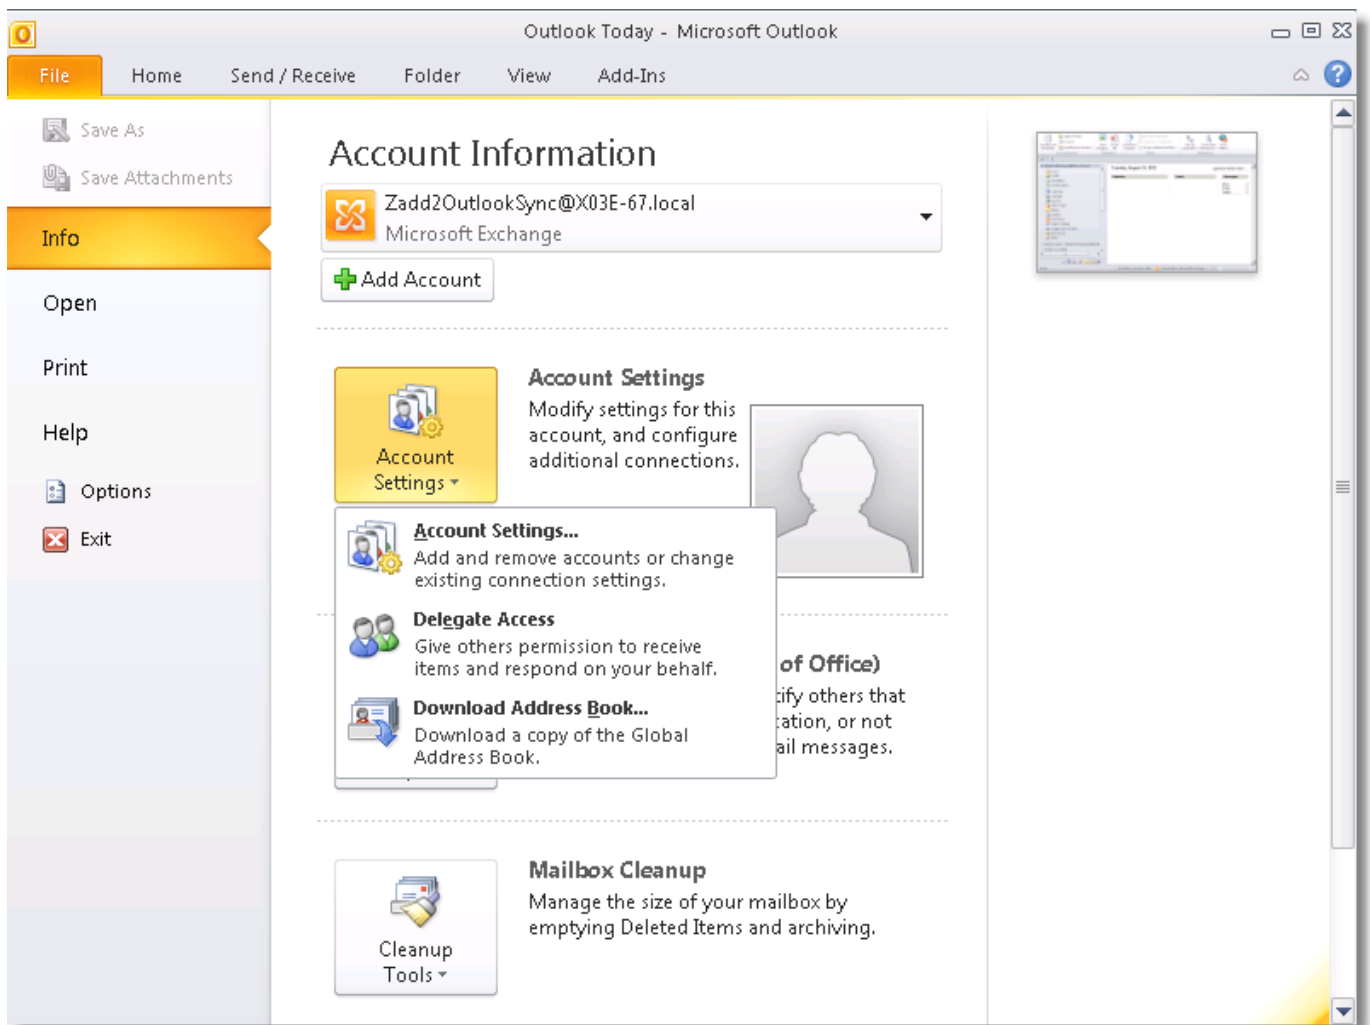 Outlook Today - Microsoft Outlook
File Home Send / Receive Folder View Add-Ins
Save As
Save Attachments
Info
Open
Print
Help
Options
Exit
Account Information
Zadd2OutlookSync@X03E-67.local
Microsoft Exchange
Add Account
Account
Settings
Account Settings
Modify settings for this
account, and configure
additional connections.
Account Settings...
Add and remove accounts or change
existing connection settings.
Delegate Access
Give others permission to receive
items and respond on your behalf.
Download Address Book...
Download a copy of the Global
Address Book.
of Office)
tify others that
ation, or not
ail messages.
Cleanup
Tools
Mailbox Cleanup
Manage the size of your mailbox by
emptying Deleted Items and archiving.